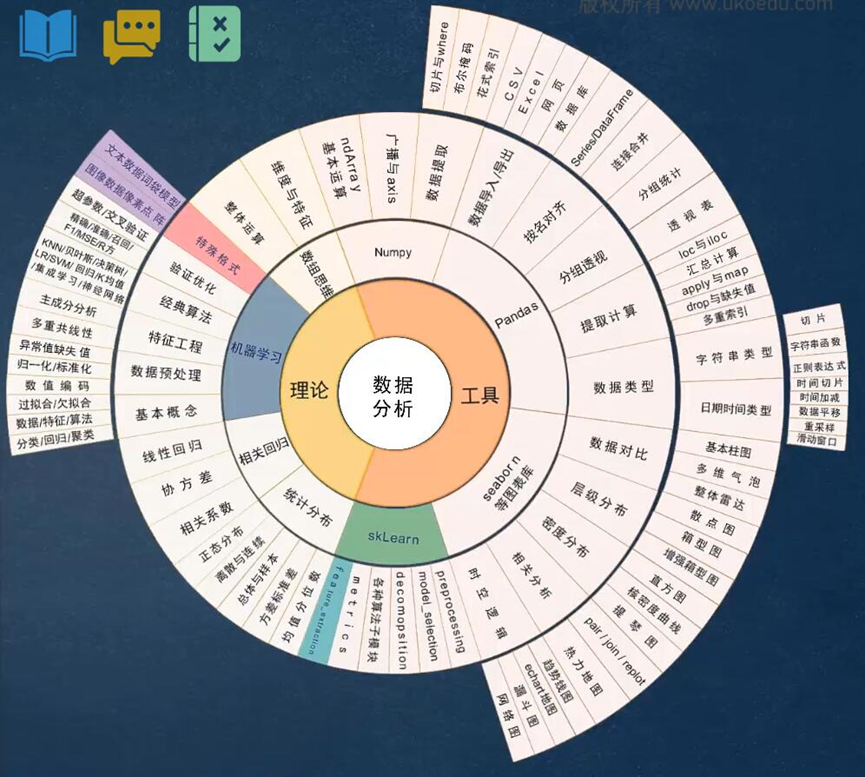 版权所有 www.ukoedu.com
数据
分析
理论
工具
数组思维
Numpy
Pandas
seaborn
等图表库
skLearn
统计分布
相关回归
机器学习
整体运算
维度与特征
ndArray
基本运算
广播与axis
数据提取
数据导入/导出
按名对齐
分组透视
提取计算
数据类型
数据对比
层级分布
密度分布
相关分析
时空逻辑
preprocessing
model_selection
decomopsition
各种算法子模块
metrics
feature_extraction
均值分位数
方差标准差
总体与样本
离散与连续
正态分布
相关系数
协方差
线性回归
基本概念
数据预处理
特征工程
经典算法
验证优化
特殊格式
切片与where
布尔掩码
花式索引
CSV
Excel
网页
数据库
Series/DataFrame
连接合并
分组统计
透视表
loc与iloc
汇总计算
apply与map
drop与缺失值
多重索引
字符串类型
日期时间类型
切片
字符串函数
正则表达式
时间切片
时间加减
数据平移
重采样
滑动窗口
基本柱图
多维气泡
整体雷达
散点图
箱型图
增强箱型图
直方图
核密度曲线
提琴图
pair / join / replot
热力地图
趋势线图
echart地图
漏斗图
网络图
文本数据词袋模型
图像数据像素点阵
超参数/交叉验证
精确/准确/召回/
F1/MSE/R方
KNN/贝叶斯/决策树/
LR/SVM/回归/K均值
/集成学习/神经网络
主成分分析
多重共线性
异常值缺失值
归一化/标准化
数值编码
过拟合/欠拟合
数据/特征/算法
分类/回归/聚类